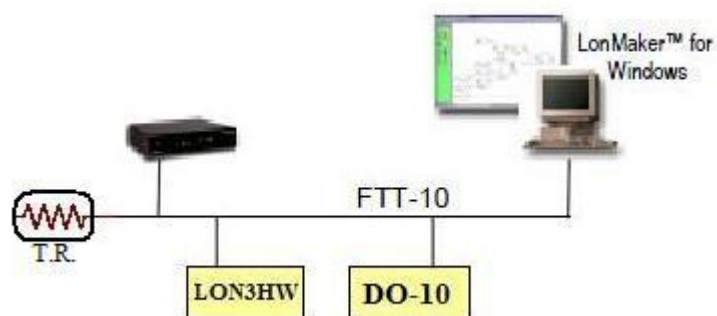 LonMaker™ for
Windows
FTT-10
T.R.
LON3HW
DO-10